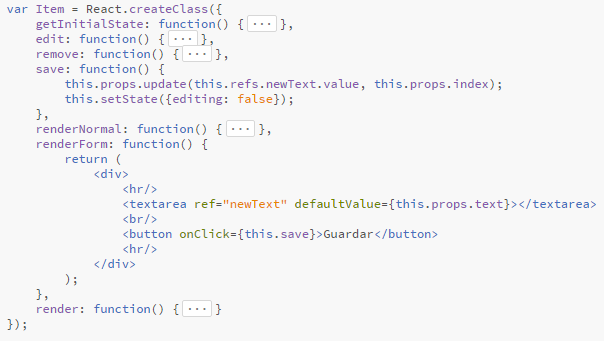 var Item = React.createClass({
    getInitialState: function() {···},
    edit: function() {···},
    remove: function() {···},
    save: function() {
        this.props.update(this.refs.newText.value, this.props.index);
        this.setState({editing: false});
    },
    renderNormal: function() {···},
    renderForm: function() {
        return (
            <div>
                <hr/>
                <textarea ref="newText" defaultValue={this.props.text}></textarea>
                <br/>
                <button onClick={this.save}>Guardar</button>
                <hr/>
            </div>
        );
    },
    render: function() {···}
});